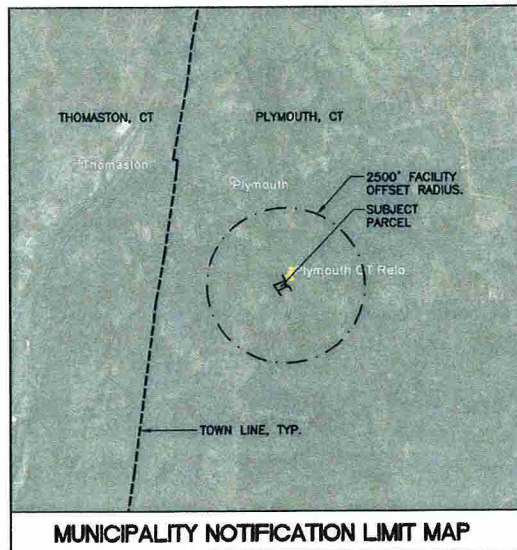 THOMASTON, CT
PLYMOUTH, CT
Thomaston
Plymouth
2500' FACILITY
OFFSET RADIUS.
SUBJECT
PARCEL
Plymouth CT Relo
TOWN LINE, TYP.
MUNICIPALITY NOTIFICATION LIMIT MAP